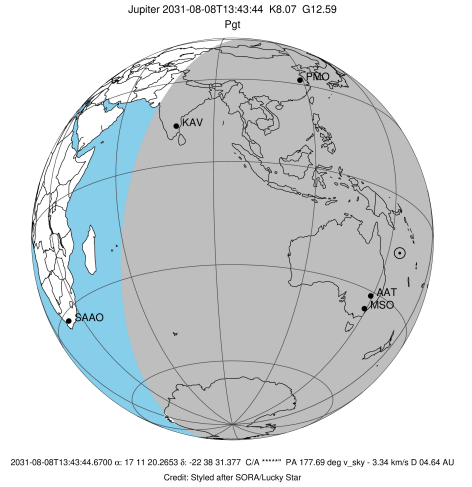 Jupiter 2031-08-08T13:43:44 K8.07 G12.59
Pgt
PMO
KAV
AAT
MSO
SAAO
2031-08-08T13:43:44.6700 α: 17 11 20.2653 δ: -22 38 31.377 C/A *****" PA 177.69 deg v_sky - 3.34 km/s D 04.64 AU
Credit: Styled after SORA/Lucky Star